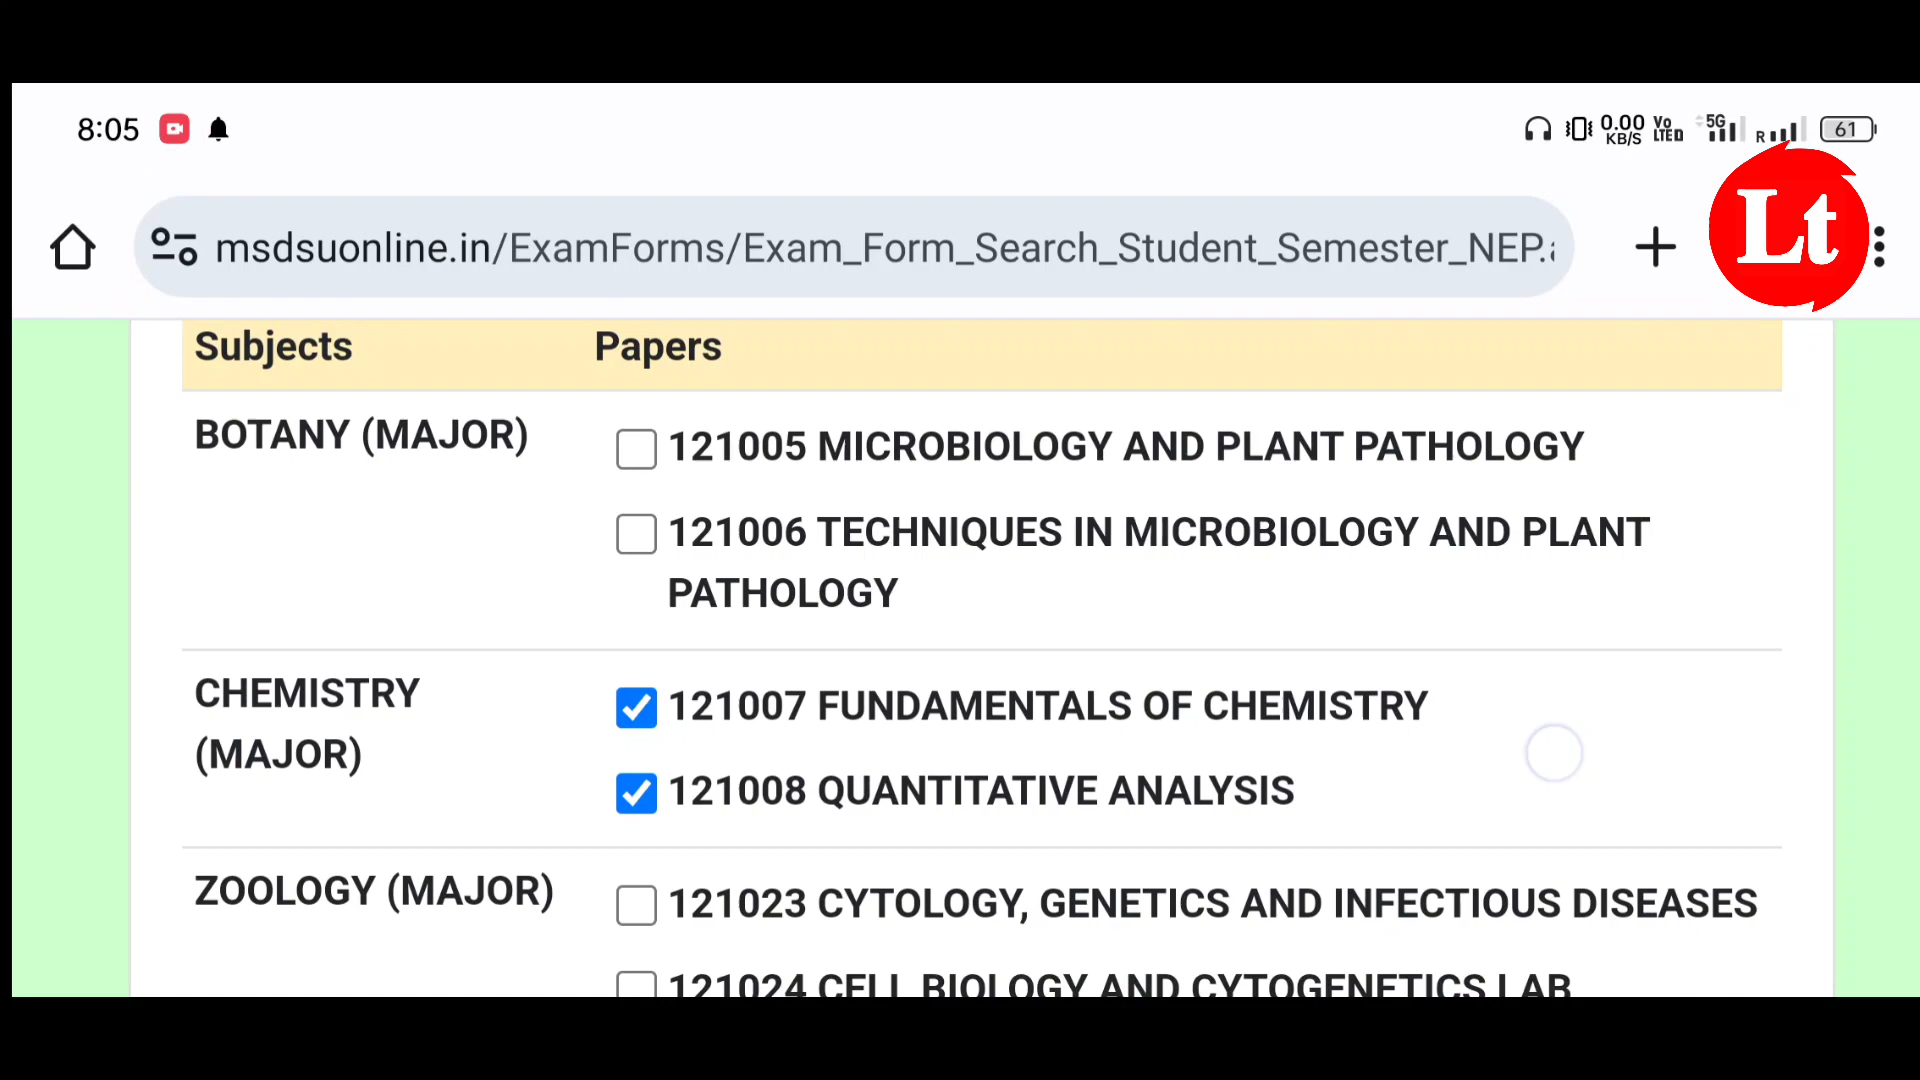 8:05
0.00 KB/S
Vo LTE
5G
R
61
msdsuonline.in/ExamForms/Exam_Form_Search_Student_Semester_NEP.a
Lt
Subjects Papers
BOTANY (MAJOR)
121005 MICROBIOLOGY AND PLANT PATHOLOGY
121006 TECHNIQUES IN MICROBIOLOGY AND PLANT
PATHOLOGY
CHEMISTRY
(MAJOR)
121007 FUNDAMENTALS OF CHEMISTRY
121008 QUANTITATIVE ANALYSIS
ZOOLOGY (MAJOR)
121023 CYTOLOGY, GENETICS AND INFECTIOUS DISEASES
121024 CELL BIOLOGY AND CYTOGENETICS LAB